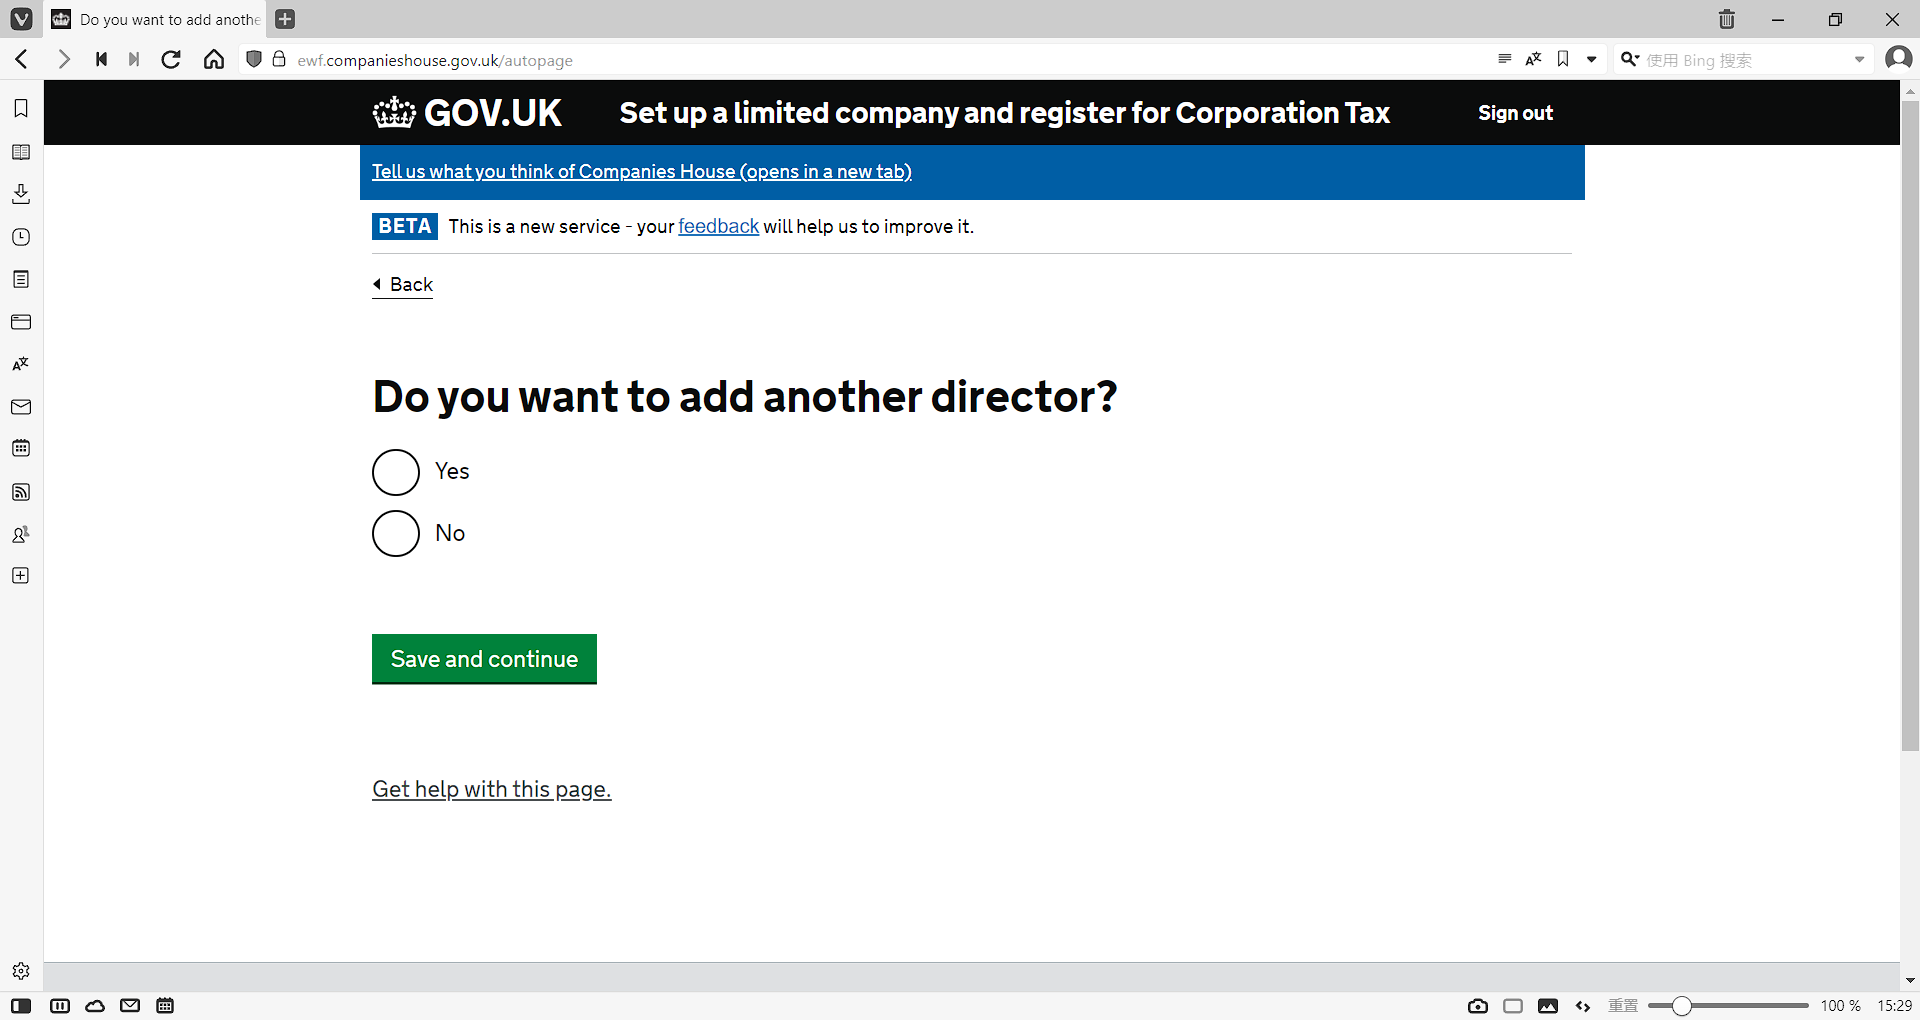 Do you want to add anothe
ewf.companieshouse.gov.uk/autopage
使用 Bing 搜索
GOV.UK
Set up a limited company and register for Corporation Tax
Sign out
Tell us what you think of Companies House (opens in a new tab)
BETA This is a new service - your feedback will help us to improve it.
Back
Do you want to add another director?
Yes
No
Save and continue
Get help with this page.
重置
100 %
15:29